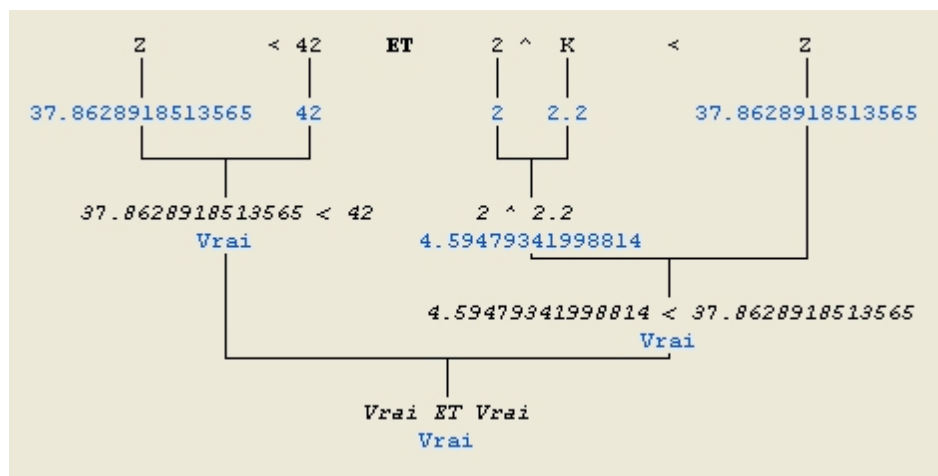 Z < 42 ET 2 ^ K < Z
37.8628918513565 42 2 2.2 37.8628918513565
37.8628918513565 < 42 2 ^ 2.2
Vrai 4.59479341998814
4.59479341998814 < 37.8628918513565
Vrai
Vrai ET Vrai
Vrai